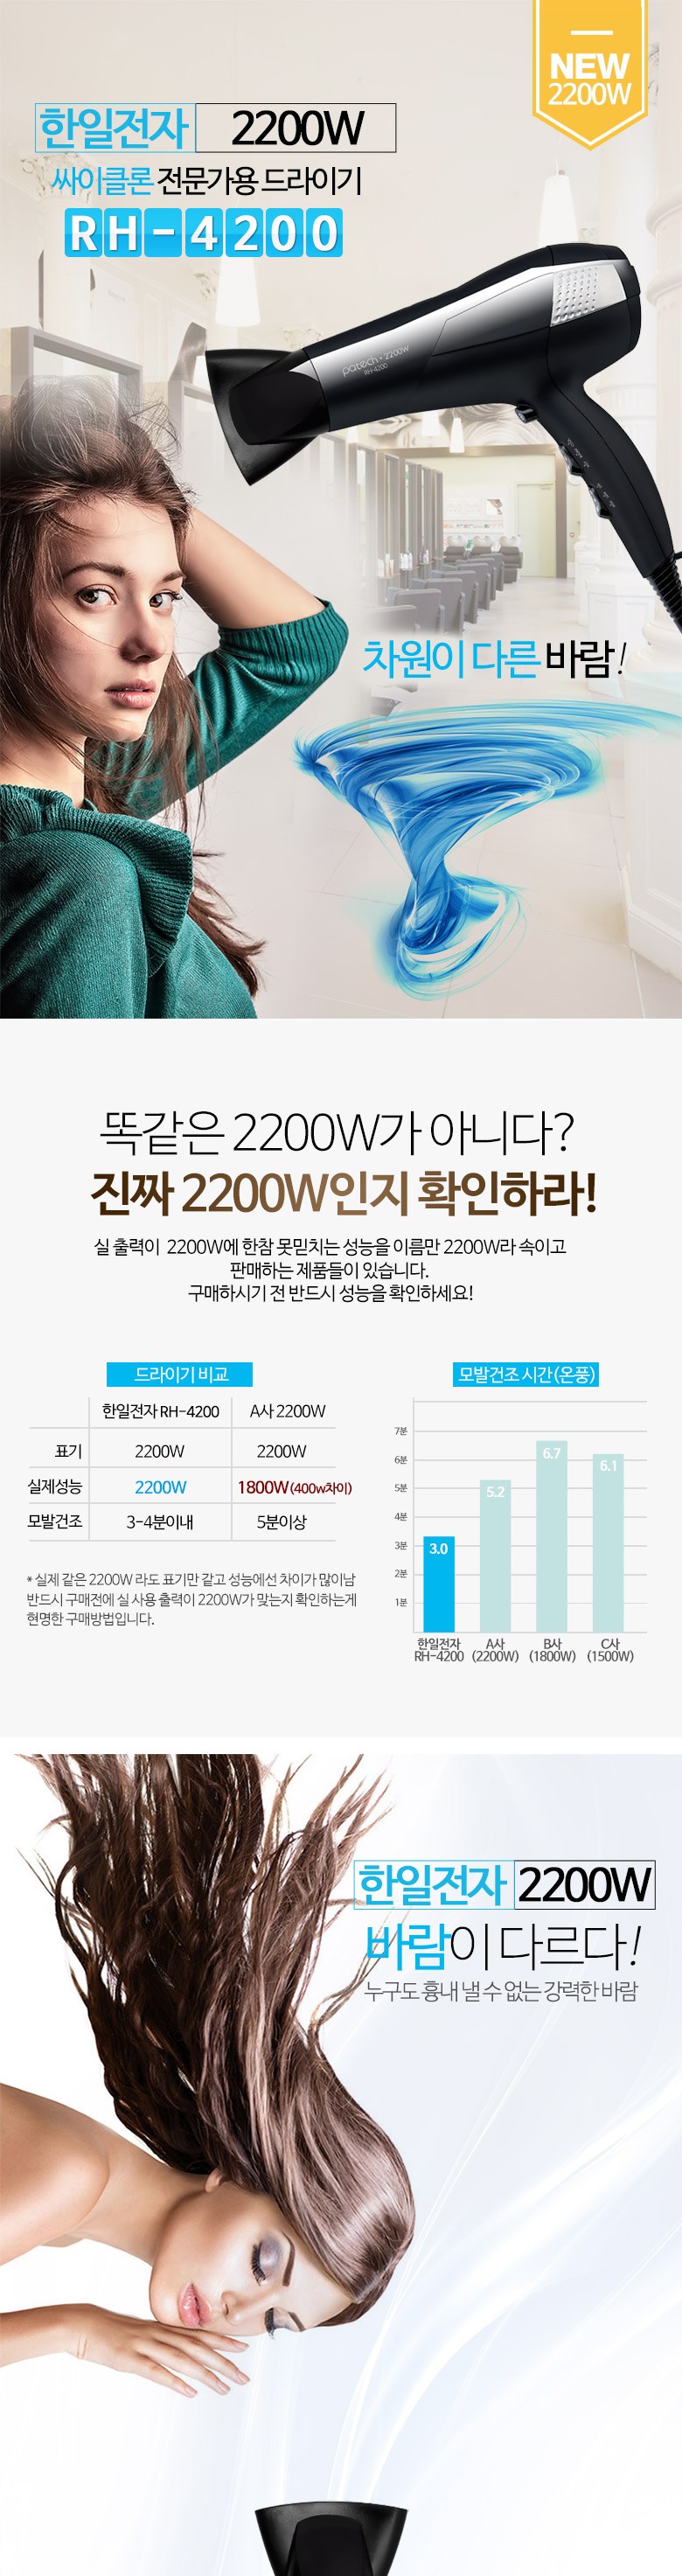 NEW
2200W
한일전자 2200W
싸이클론 전문가용 드라이기
RH-4200
patech · 2200W
RH-4200
차원이 다른 바람!
똑같은 2200W가 아니다?
진짜 2200W인지 확인하라!
실 출력이 2200W에 한참 못믿치는 성능을 이름만 2200W라 속이고
판매하는 제품들이 있습니다.
구매하시기 전 반드시 성능을 확인하세요!
드라이기 비교
한일전자 RH-4200 A사 2200W
표기 2200W 2200W
실제성능 2200W 1800W(400w차이)
모발건조 3-4분이내 5분이상
* 실제 같은 2200W 라도 표기만 같고 성능에선 차이가 많이남
반드시 구매전에 실 사용 출력이 2200W가 맞는지 확인하는게
현명한 구매방법입니다.
모발건조 시간(온풍)
7분
6분
5분
4분
3분
2분
1분
3.0 5.2 6.7 6.1
한일전자 A사 B사 C사
RH-4200 (2200W) (1800W) (1500W)
한일전자 2200W
바람이 다르다!
누구도 흉내 낼 수 없는 강력한 바람